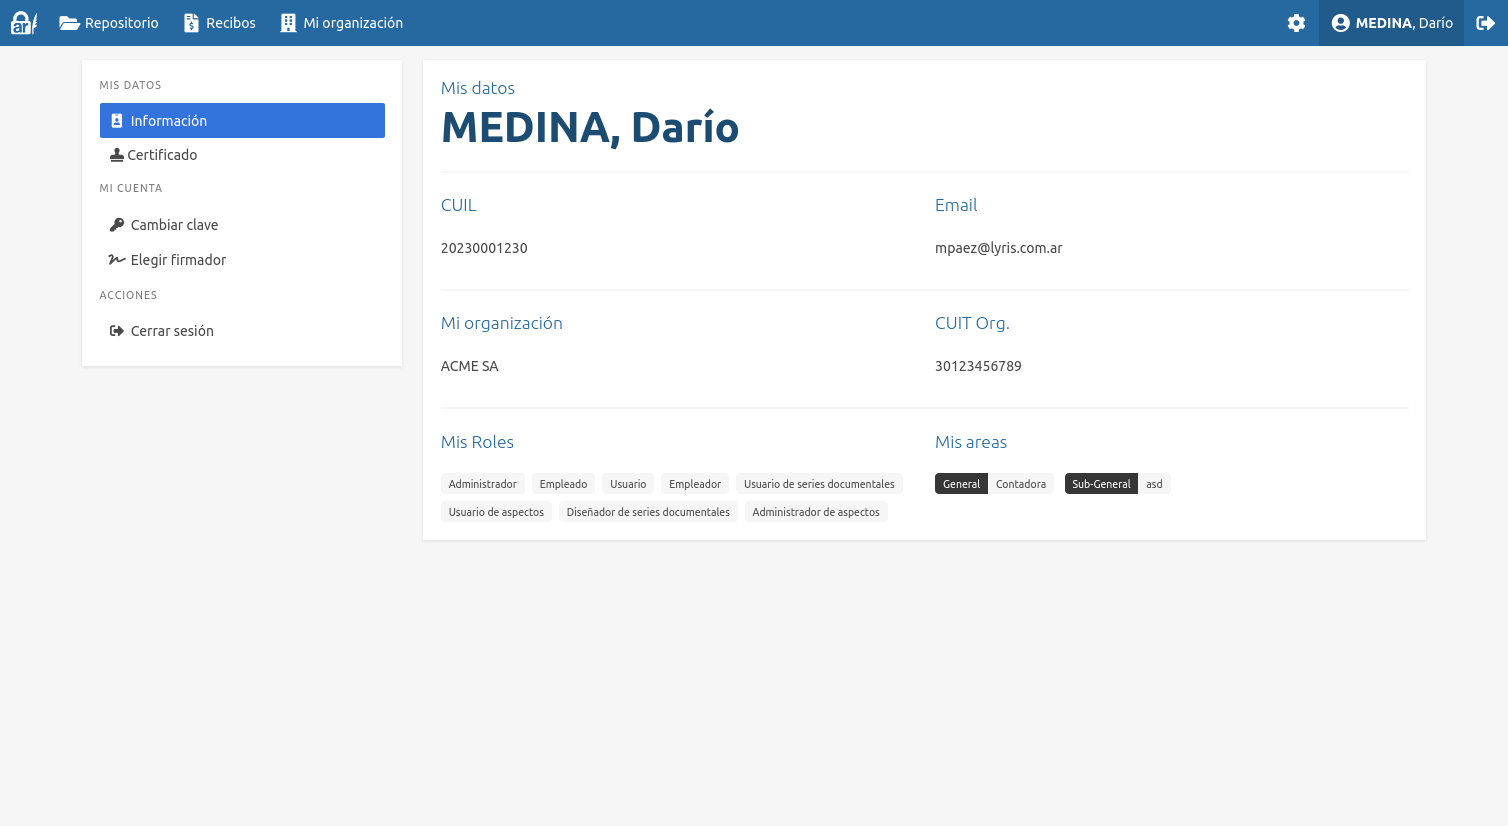 ar Repositorio Recibos Mi organización MEDINA, Darío
MIS DATOS
Información
Certificado
MI CUENTA
Cambiar clave
Elegir firmador
ACCIONES
Cerrar sesión
Mis datos
MEDINA, Darío
CUIL Email
20230001230 mpaez@lyris.com.ar
Mi organización CUIT Org.
ACME SA 30123456789
Mis Roles Mis areas
Administrador Empleado Usuario Empleador Usuario de series documentales General Contadora Sub-General asd
Usuario de aspectos Diseñador de series documentales Administrador de aspectos